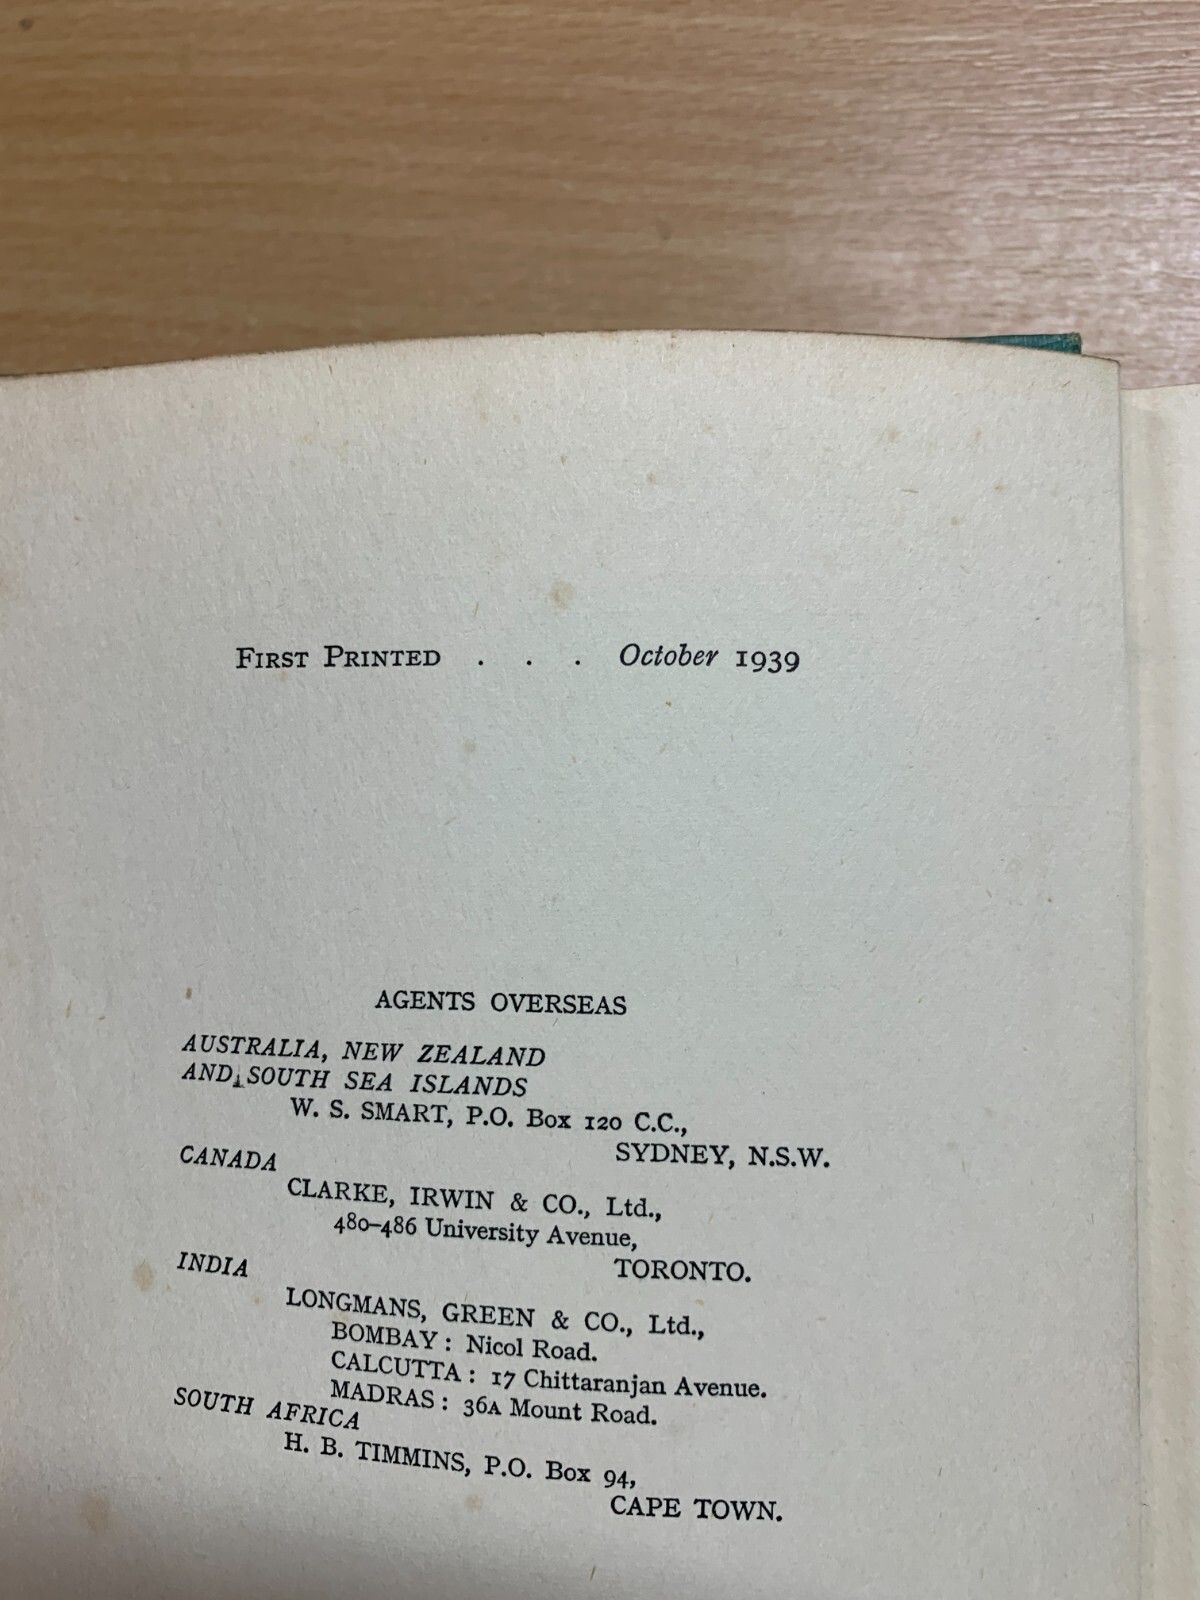 FIRST PRINTED . . . October 1939
AGENTS OVERSEAS
AUSTRALIA, NEW ZEALAND
AND SOUTH SEA ISLANDS
W. S. SMART, P.O. Box 120 C.C.,
SYDNEY, N.S.W.
CANADA
CLARKE, IRWIN & CO., Ltd.,
480–486 University Avenue,
TORONTO.
INDIA
LONGMANS, GREEN & CO., Ltd.,
BOMBAY : Nicol Road.
CALCUTTA : 17 Chittaranjan Avenue.
MADRAS : 36A Mount Road.
SOUTH AFRICA
H. B. TIMMINS, P.O. Box 94,
CAPE TOWN.